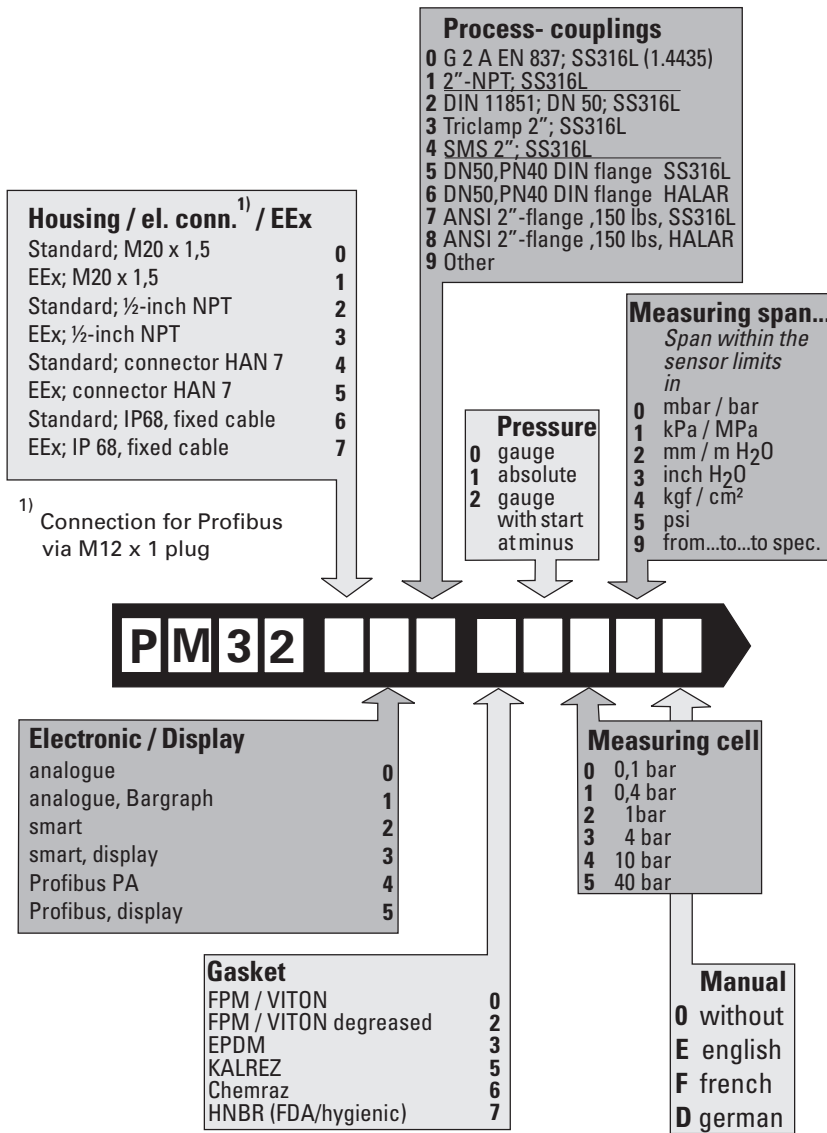 Process- couplings
0 G 2 A EN 837; SS316L (1.4435)
1 2”-NPT; SS316L
2 DIN 11851; DN 50; SS316L
3 Triclamp 2”; SS316L
4 SMS 2”; SS316L
5 DN50,PN40 DIN flange SS316L
6 DN50,PN40 DIN flange HALAR
7 ANSI 2”-flange ,150 lbs, SS316L
8 ANSI 2”-flange ,150 lbs, HALAR
9 Other
Housing / el. conn.1) / EEx
Standard; M20 x 1,5 0
EEx; M20 x 1,5 1
Standard; ½-inch NPT 2
EEx; ½-inch NPT 3
Standard; connector HAN 7 4
EEx; connector HAN 7 5
Standard; IP68, fixed cable 6
EEx; IP 68, fixed cable 7
1) Connection for Profibus
via M12 x 1 plug
Pressure
0 gauge
1 absolute
2 gauge
with start
at minus
Measuring span...
Span within the
sensor limits
in
0 mbar / bar
1 kPa / MPa
2 mm / m H2O
3 inch H2O
4 kgf / cm²
5 psi
9 from...to...to spec.
PM32
Electronic / Display
analogue 0
analogue, Bargraph 1
smart 2
smart, display 3
Profibus PA 4
Profibus, display 5
Measuring cell
0 0,1 bar
1 0,4 bar
2 1bar
3 4 bar
4 10 bar
5 40 bar
Gasket
FPM / VITON 0
FPM / VITON degreased 2
EPDM 3
KALREZ 5
Chemraz 6
HNBR (FDA/hygienic) 7
Manual
0 without
E english
F french
D german